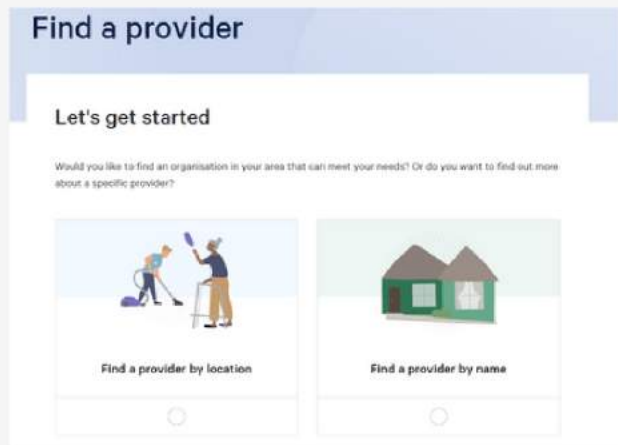 Find a provider
Let's get started
Would you like to find an organisation in your area that can meet your needs? Or do you want to find out more
about a specific provider?
Find a provider by location
Find a provider by name